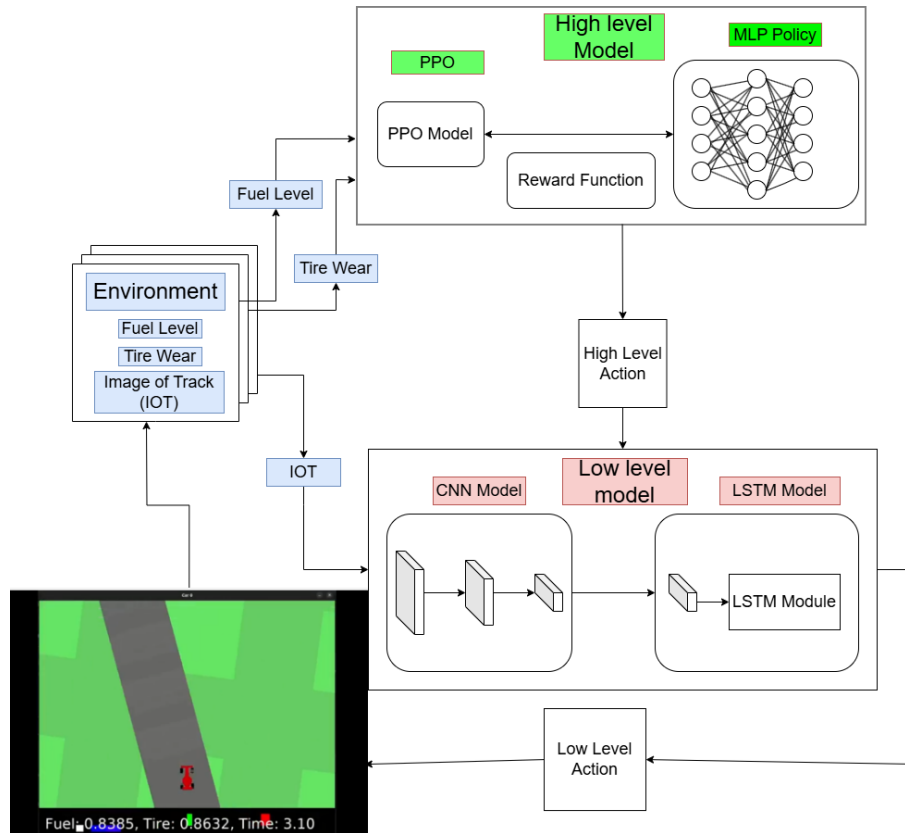 High level
Model
MLP Policy
PPO
PPO Model
Reward Function
Fuel Level
Tire Wear
Environment
Fuel Level
Tire Wear
Image of Track
(IOT)
High Level
Action
IOT
Low level
model
CNN Model
LSTM Model
LSTM Module
Low Level
Action
Car 0
Fuel: 0.8385, Tire: 0.8632, Time: 3.10